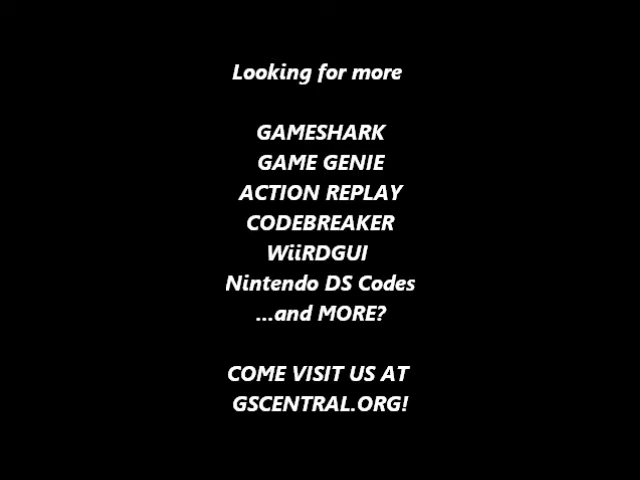 Looking for more
GAMESHARK
GAME GENIE
ACTION REPLAY
CODEBREAKER
WiiRDGUI
Nintendo DS Codes
...and MORE?
COME VISIT US AT
GSCENTRAL.ORG!